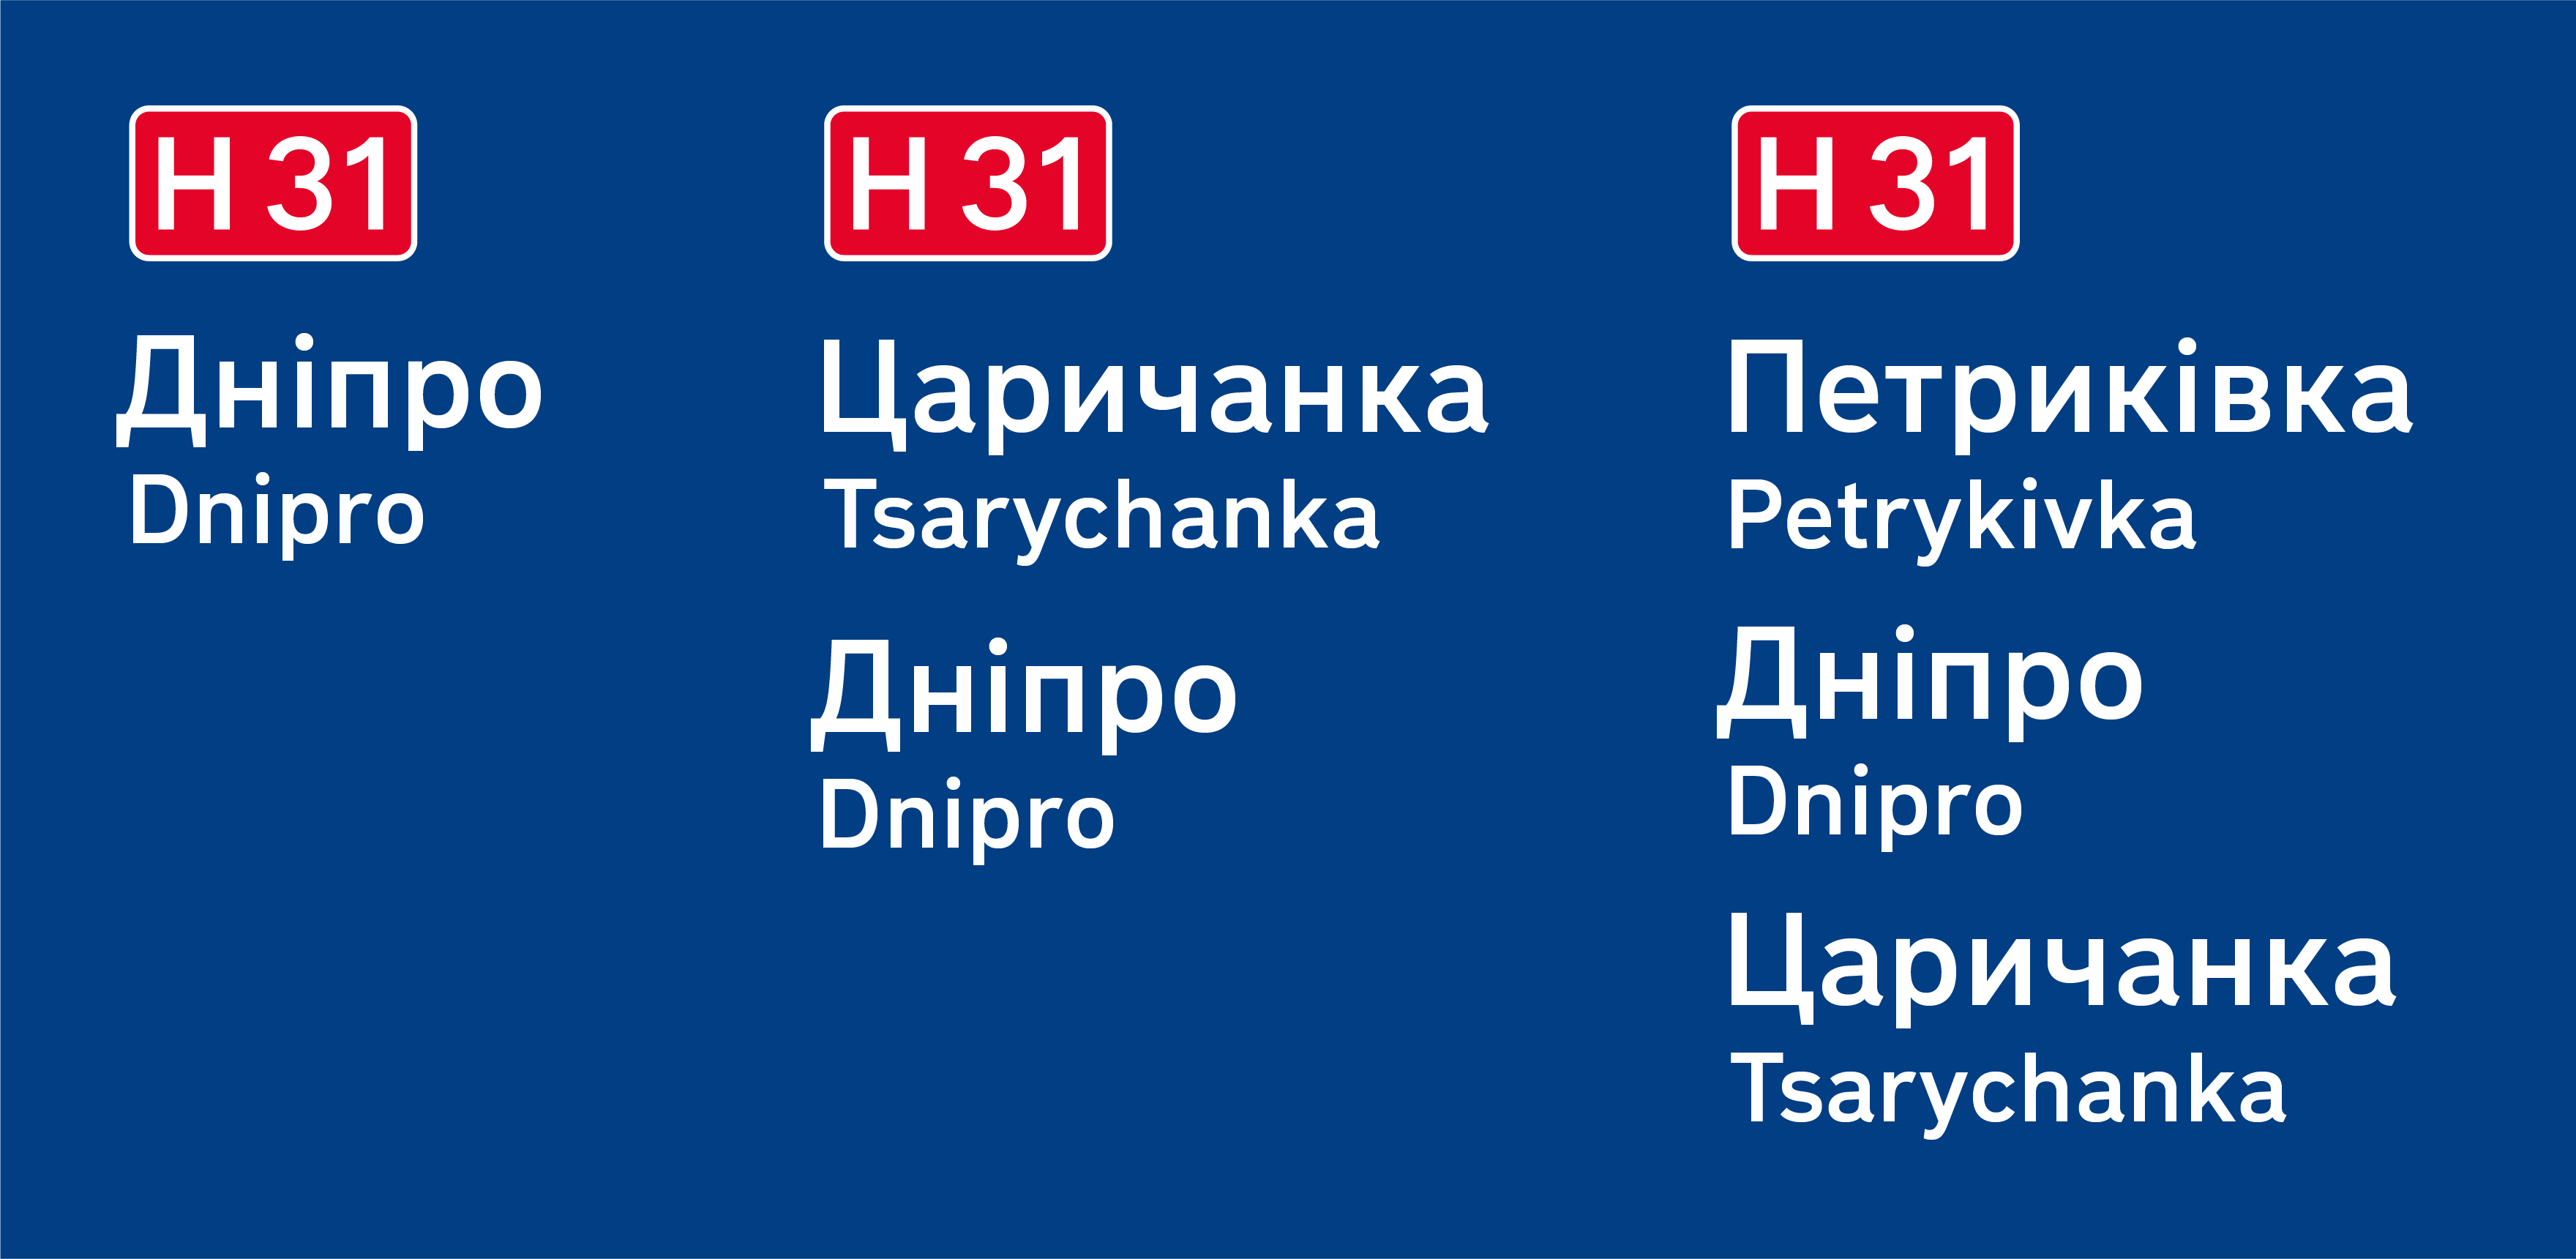 Н 31
Дніпро
Dnipro
Н 31
Царичанка
Tsarychanka
Дніпро
Dnipro
Н 31
Петриківка
Petrykivka
Дніпро
Dnipro
Царичанка
Tsarychanka